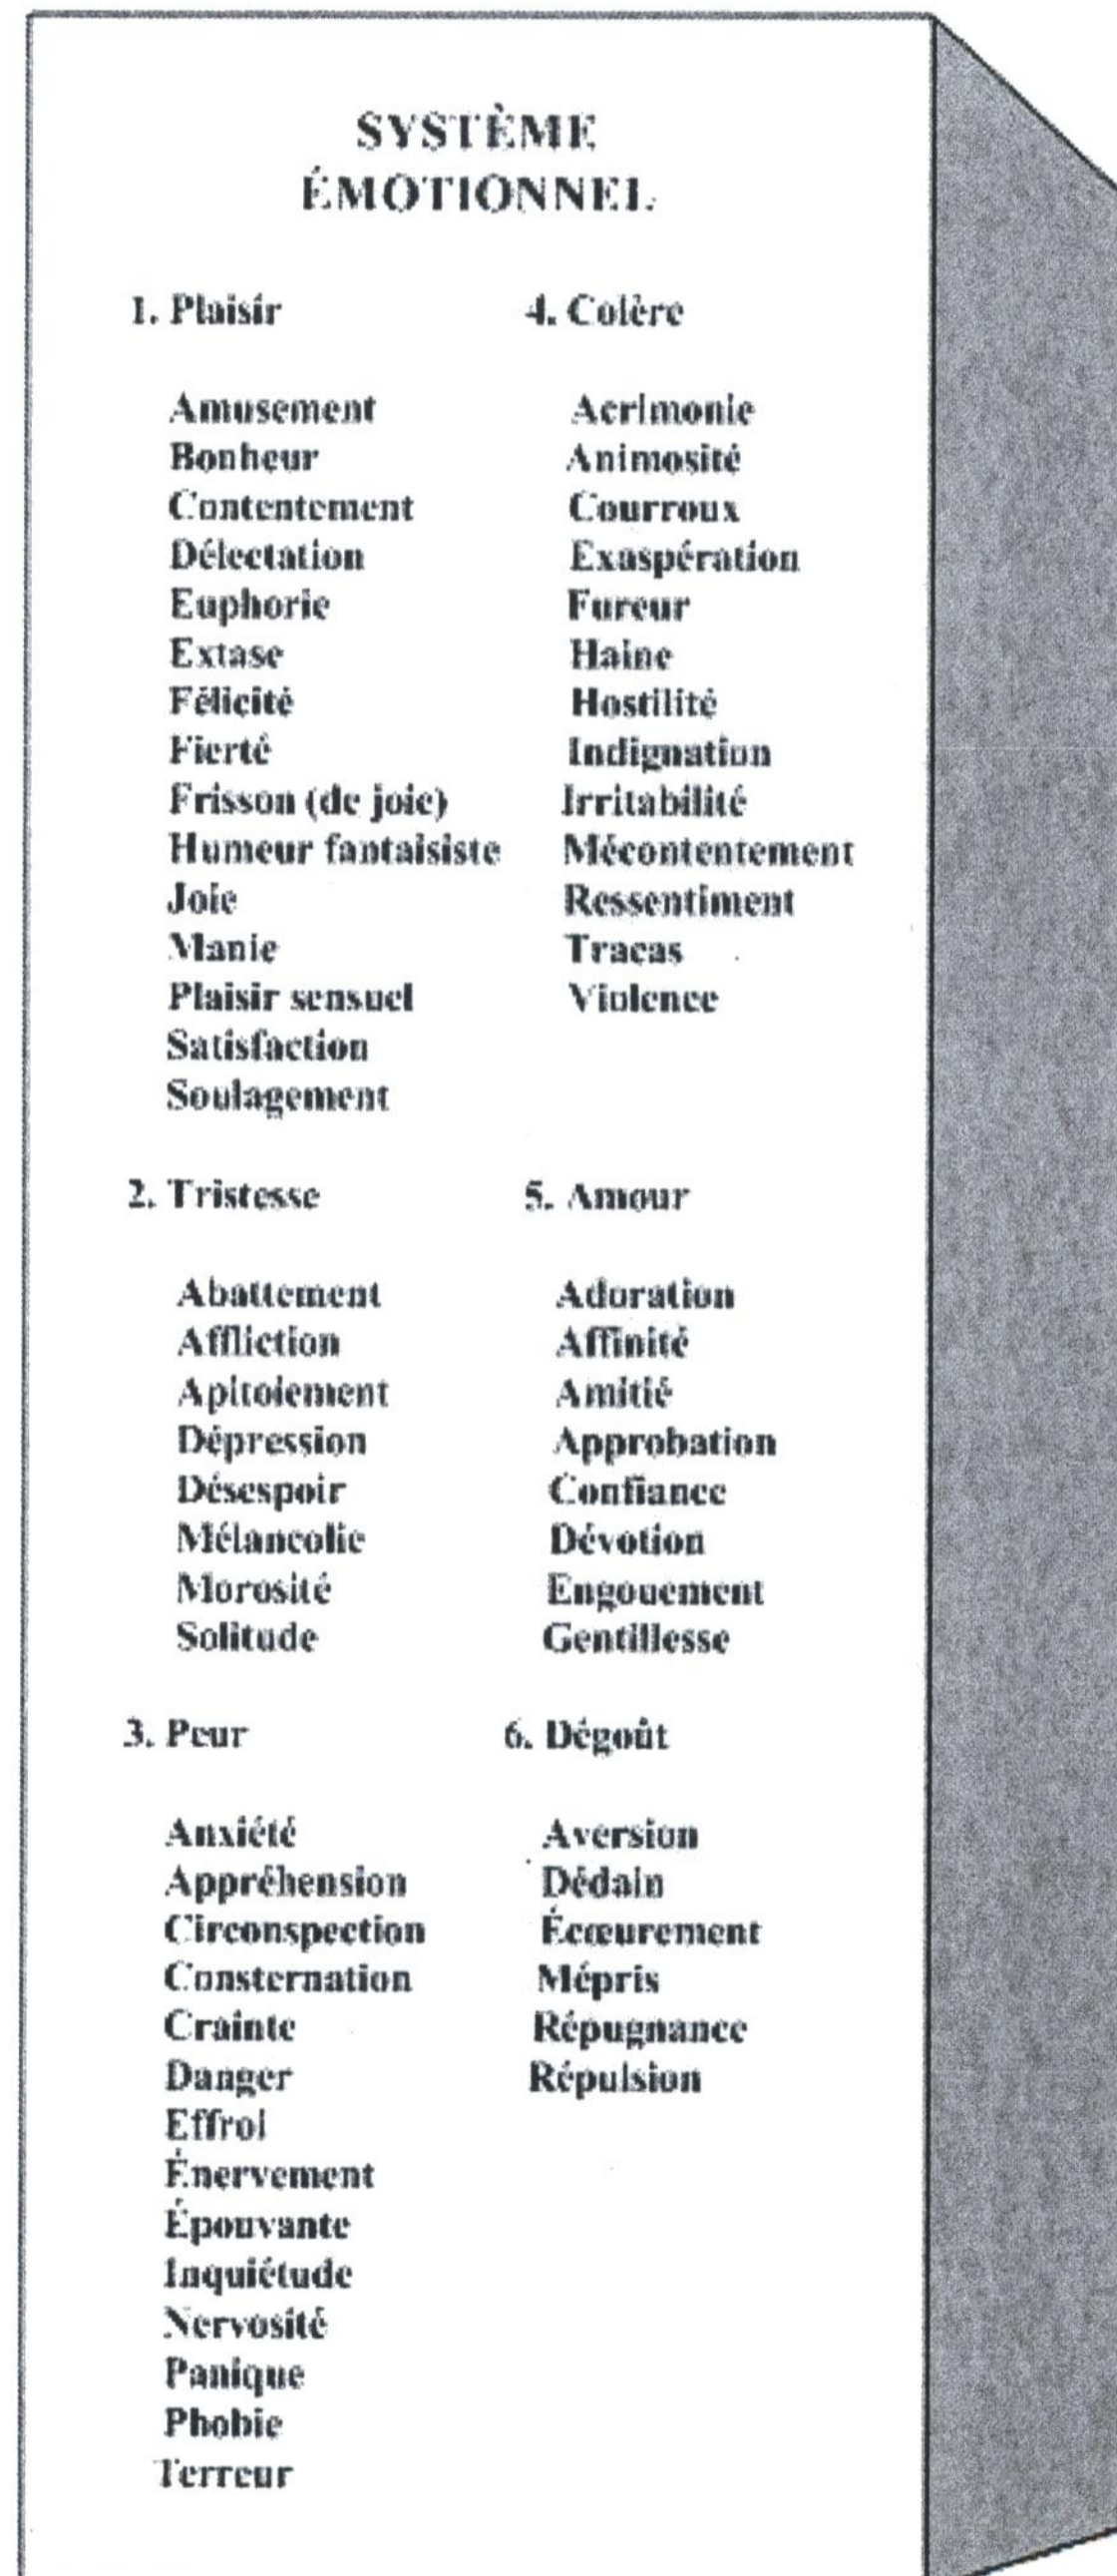 SYSTÈME
ÉMOTIONNEL
1. Plaisir
Amusement
Bonheur
Contentement
Délectation
Euphorie
Extase
Félicité
Fierté
Frisson (de joie)
Humeur fantaisiste
Joie
Manie
Plaisir sensuel
Satisfaction
Soulagement
4. Colère
Acrimonie
Animosité
Courroux
Exaspération
Fureur
Haine
Hostilité
Indignation
Irritabilité
Mécontentement
Ressentiment
Tracas
Violence
2. Tristesse
Abattement
Affliction
Apitoiement
Dépression
Désespoir
Mélancolie
Morosité
Solitude
5. Amour
Adoration
Affinité
Amitié
Approbation
Confiance
Dévotion
Engouement
Gentillesse
3. Peur
Anxiété
Appréhension
Circonspection
Consternation
Crainte
Danger
Effroi
Énervement
Épouvante
Inquiétude
Nervosité
Panique
Phobie
Terreur
6. Dégoût
Aversion
Dédain
Écœurement
Mépris
Répugnance
Répulsion